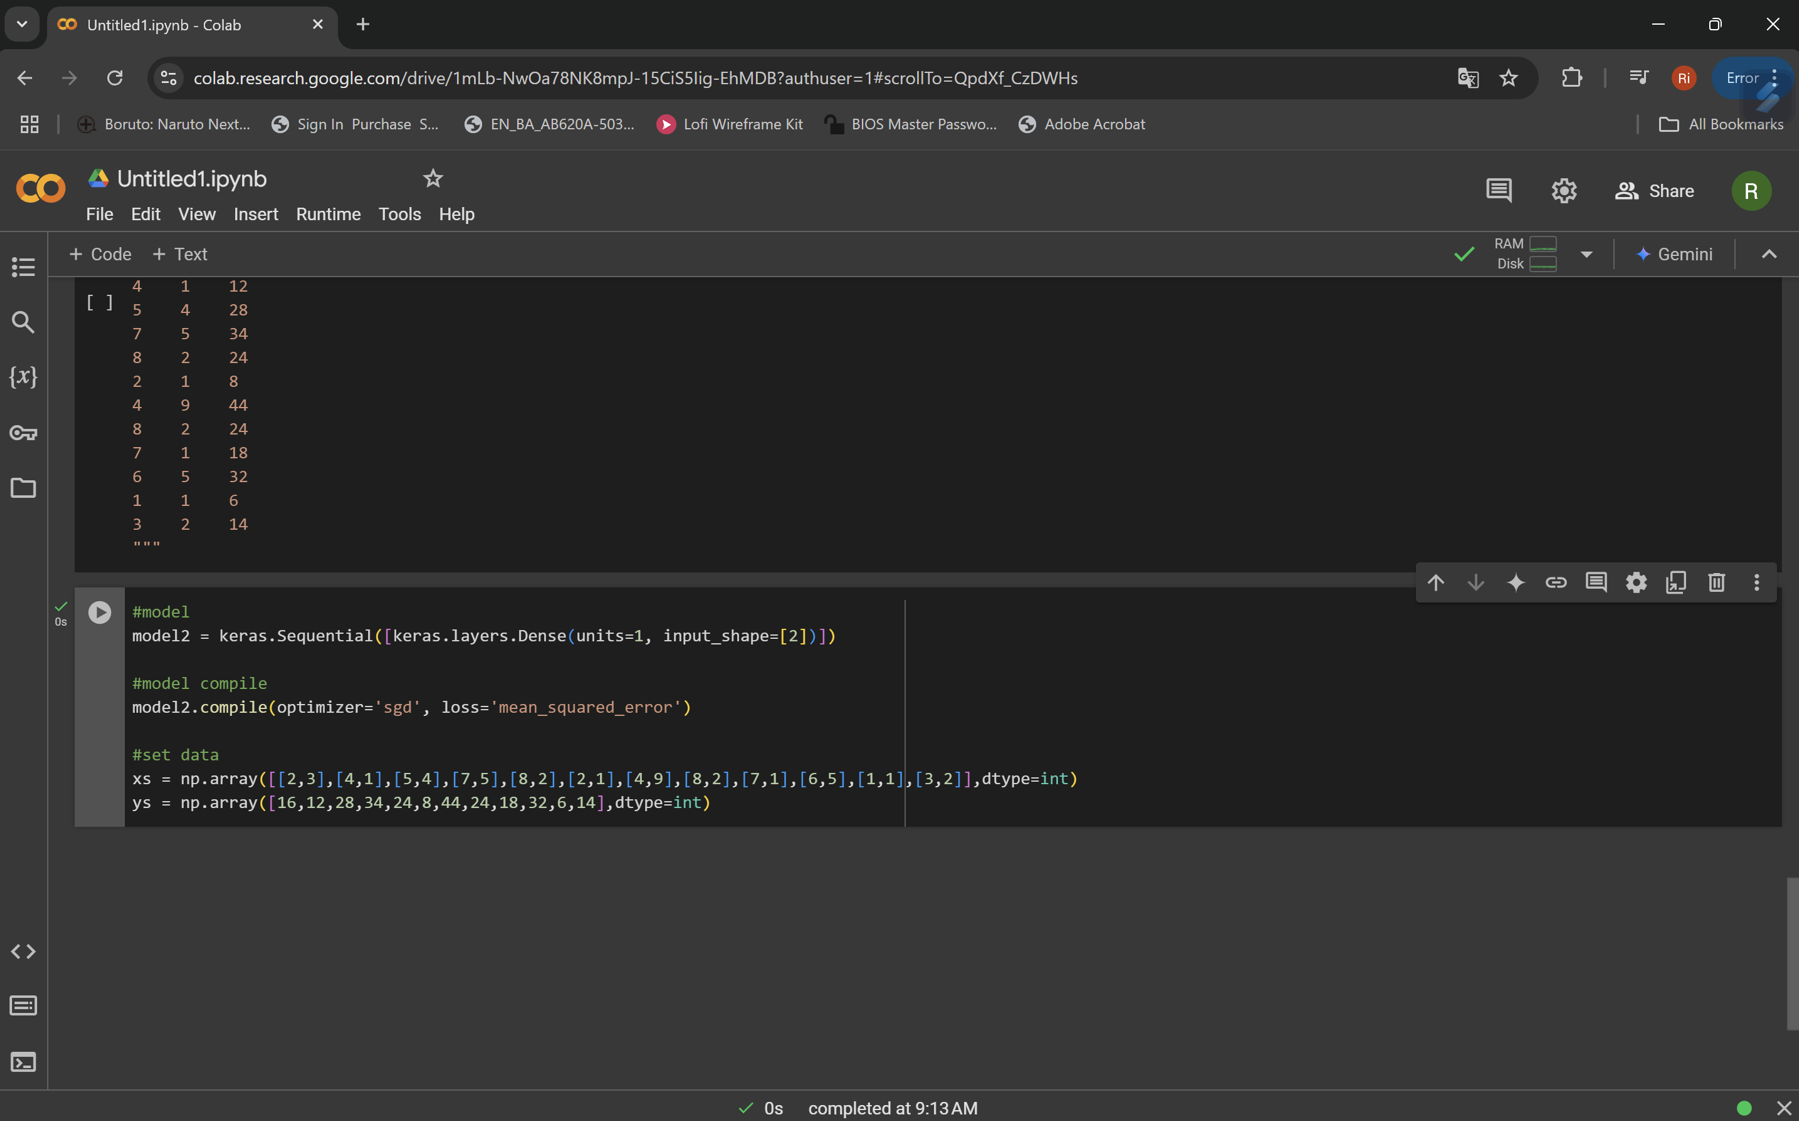 Untitled1.ipynb - Colab
colab.research.google.com/drive/1mLb-NwOa78NK8mpJ-15CiS5Iig-EhMDB?authuser=1#scrollTo=QpdXf_CzDWHs
Ri
Error
Boruto: Naruto Next...
Sign In Purchase S...
EN_BA_AB620A-503...
Lofi Wireframe Kit
BIOS Master Passwo...
Adobe Acrobat
All Bookmarks
Untitled1.ipynb
File Edit View Insert Runtime Tools Help
Share
R
+ Code + Text
RAM
Disk
Gemini
[ ]
4 1 12
5 4 28
7 5 34
8 2 24
2 1 8
4 9 44
8 2 24
7 1 18
6 5 32
1 1 6
3 2 14
"""
0s
#model
model2 = keras.Sequential([keras.layers.Dense(units=1, input_shape=[2])])
#model compile
model2.compile(optimizer='sgd', loss='mean_squared_error')
#set data
xs = np.array([[2,3],[4,1],[5,4],[7,5],[8,2],[2,1],[4,9],[8,2],[7,1],[6,5],[1,1],[3,2]],dtype=int)
ys = np.array([16,12,28,34,24,8,44,24,18,32,6,14],dtype=int)
0s completed at 9:13 AM